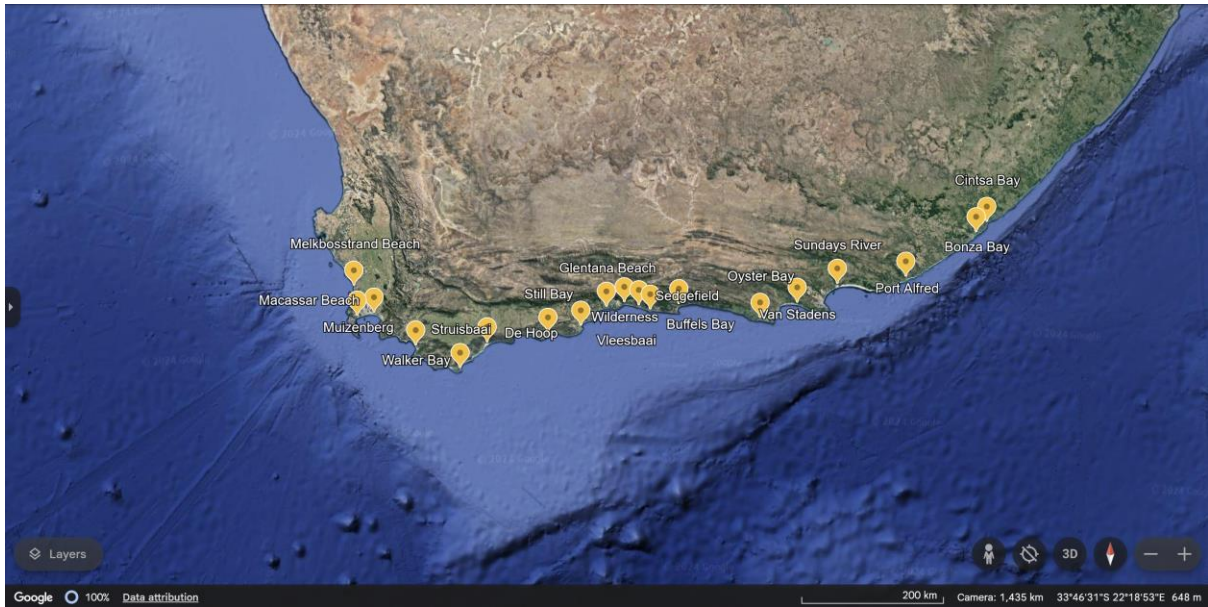 © 2024 Google
Cintsa Bay
Melkbosstrand Beach
Sundays River
Bonza Bay
Glentana Beach
Oyster Bay
Port Alfred
Macassar Beach
Still Bay
Sedgefield
Muizenberg
Struisbaai
De Hoop
Wilderness
Buffels Bay
Van Stadens
Walker Bay
Vleesbaai
Layers
3D
Google
100%
Data attribution
200 km
Camera: 1,435 km
33°46'31"S 22°18'53"E
648 m